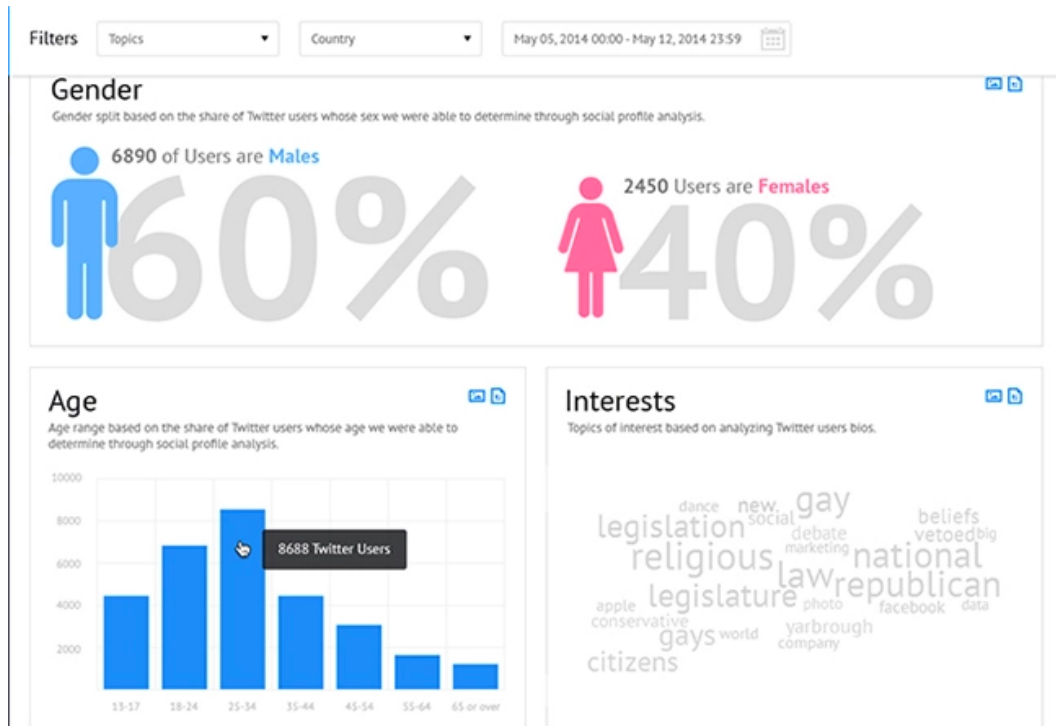 Filters Topics Country May 05, 2014 00:00 - May 12, 2014 23:59
Gender
Gender split based on the share of Twitter users whose sex we were able to determine through social profile analysis.
6890 of Users are Males
60%
2450 Users are Females
40%
Age
Age range based on the share of Twitter users whose age we were able to
determine through social profile analysis.
10000
8000
6000
4000
2000
8688 Twitter Users
13-17 18-24 25-34 35-44 45-54 55-64 65 or over
Interests
Topics of interest based on analyzing Twitter users bios.
dance new. gay
legislation social debate beliefs
vetoed big
religious marketing national
law republican
apple legislature photo facebook data
conservative
gays world yarbrough
company
citizens